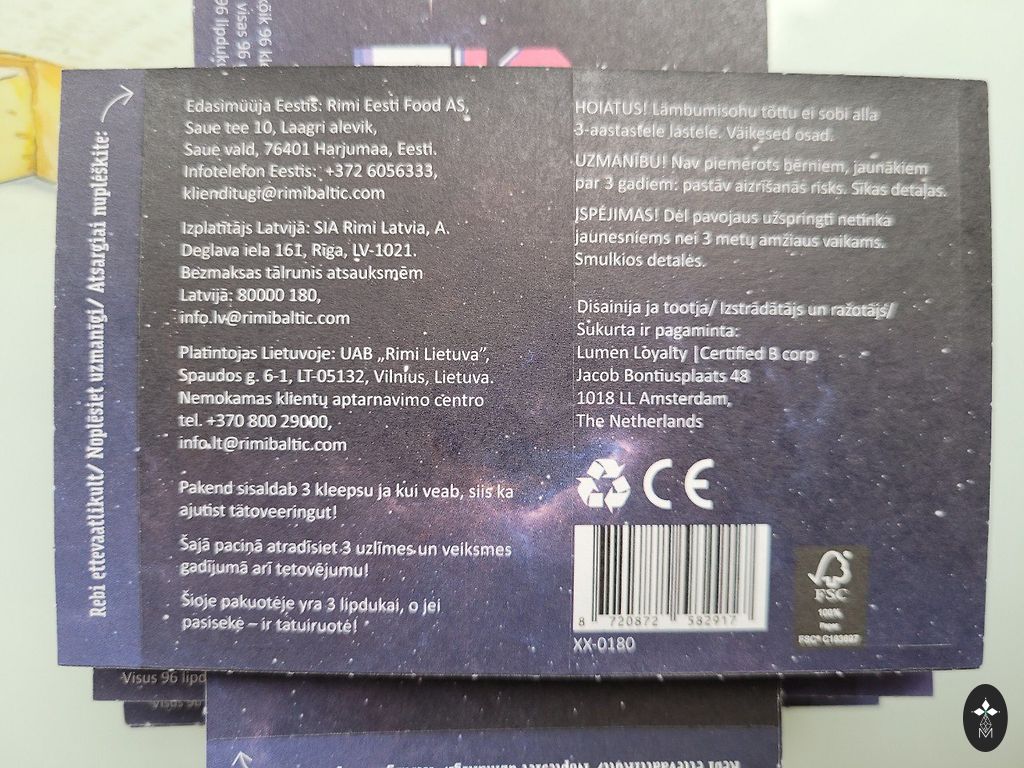 Rebi ettevaatlikult/ Noplēsiet uzmanīgi/ Atsargiai nuplėškite:
Edasimüüja Eestis: Rimi Eesti Food AS,
Saue tee 10, Laagri alevik,
Saue vald, 76401 Harjumaa, Eesti.
Infotelefon Eestis: +372 6056333,
klienditugi@rimibaltic.com
Izplatītājs Latvijā: SIA Rimi Latvia, A.
Deglava iela 161, Rīga, LV-1021.
Bezmaksas tālrunis atsauksmēm
Latvijā: 80000 180,
info.lv@rimibaltic.com
Platintojas Lietuvoje: UAB „Rimi Lietuva",
Spaudos g. 6-1, LT-05132, Vilnius, Lietuva.
Nemokamas klientų aptarnavimo centro
tel. +370 800 29000,
info.lt@rimibaltic.com
Pakend sisaldab 3 kleepsu ja kui veab, siis ka
ajutist tätoveeringut!
Šajā paciņā atradīsiet 3 uzlīmes un veiksmes
gadījumā arī tetovējumu!
Šioje pakuotėje yra 3 lipdukai, o jei
pasisekė – ir tatuiruotė!
HOIATUS! Lämbumisohu tõttu ei sobi alla
3-aastastele lastele. Väikesed osad.
UZMANĪBU! Nav piemērots bērniem, jaunākiem
par 3 gadiem: pastāv aizrīšanās risks. Sīkas detaļas.
ĮSPĖJIMAS! Dėl pavojaus užspringti netinka
jaunesniems nei 3 metų amžiaus vaikams.
Smulkios detalės.
Disainija ja tootja/ Izstrādātājs un ražotājs/
Sukurta ir pagaminta:
Lumen Loyalty |Certified B corp
Jacob Bontiusplaats 48
1018 LL Amsterdam,
The Netherlands
CE
8 720872 582917
XX-0180
FSC
100%
FSC® C193897
Visus 96 lipd